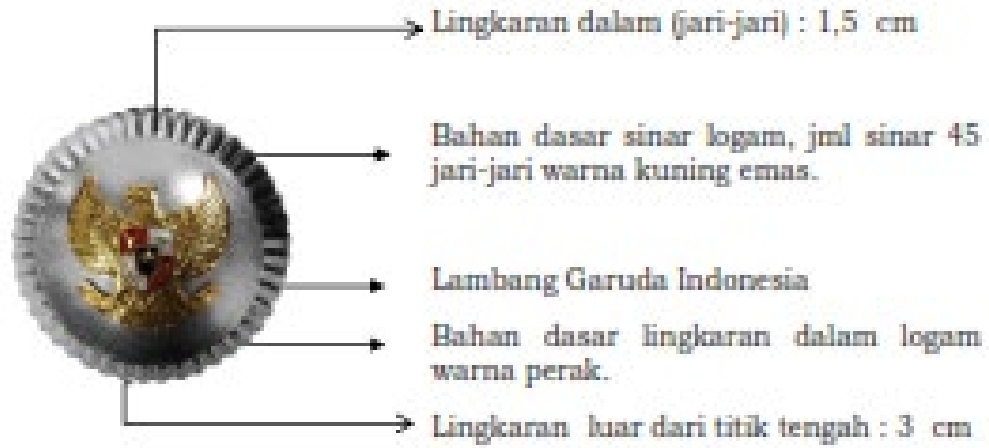 Lingkaran dalam (jari-jari) : 1,5 cm
Bahan dasar sinar logam, jml sinar 45
jari-jari warna kuning emas.
Lambang Garuda Indonesia
Bahan dasar lingkaran dalam logam
warna perak.
Lingkaran luar dari titik tengah : 3 cm